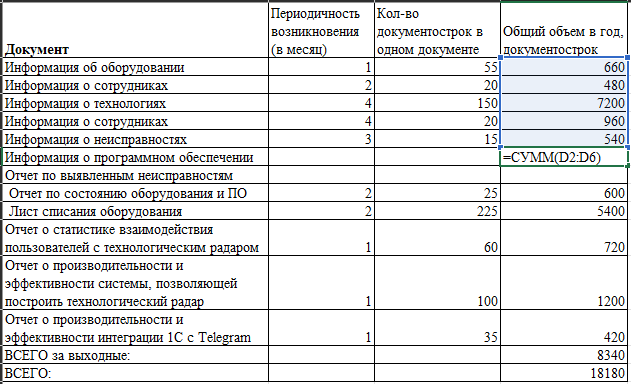 Документ	Периодичность возникновения (в месяц)	Кол-во документострок в одном документе	Общий объем в год, документострок
Информация об оборудовании	1	55	660
Информация о сотрудниках	2	20	480
Информация о технологиях	4	150	7200
Информация о сотрудниках	4	20	960
Информация о неисправностях	3	15	540
Информация о программном обеспечении			=СУММ(D2:D6)
Отчет по выявленным неисправностям
Отчет по состоянию оборудования и ПО	2	25	600
Лист списания оборудования	2	225	5400
Отчет о статистике взаимодействия
пользователей с технологическим радаром	1	60	720
Отчет о производительности и
эффективности системы, позволяющей
построить технологический радар	1	100	1200
Отчет о производительности и
эффективности интеграции 1С с Telegram	1	35	420
ВСЕГО за выходные:			8340
ВСЕГО:			18180